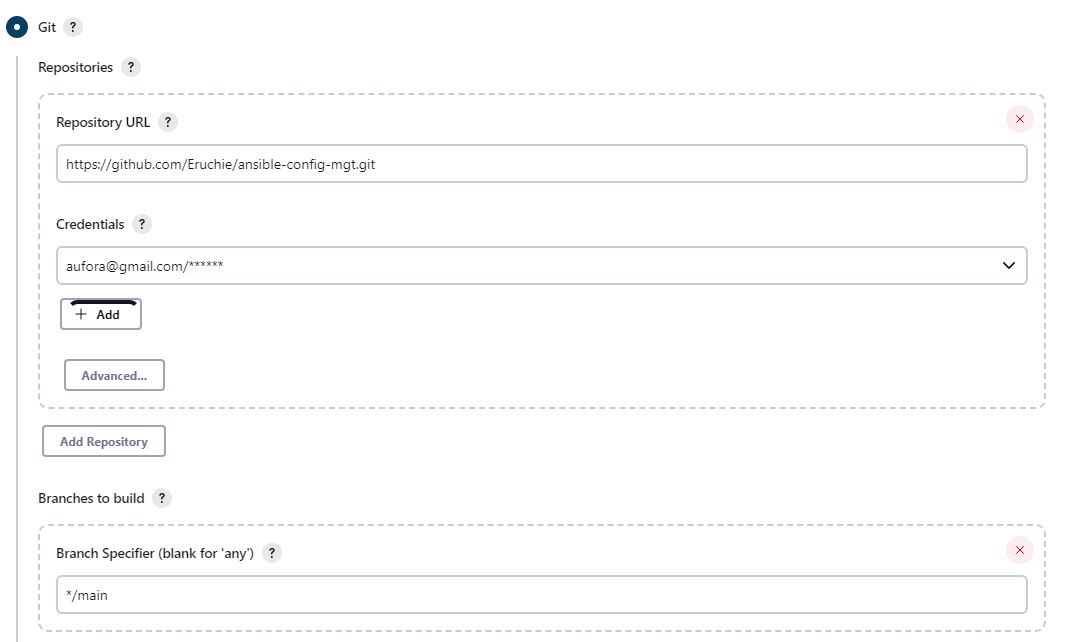 Git ?
Repositories ?
Repository URL ?
https://github.com/Eruchie/ansible-config-mgt.git
Credentials ?
aufora@gmail.com/******
+ Add
Advanced...
Add Repository
Branches to build ?
Branch Specifier (blank for 'any') ?
*/main